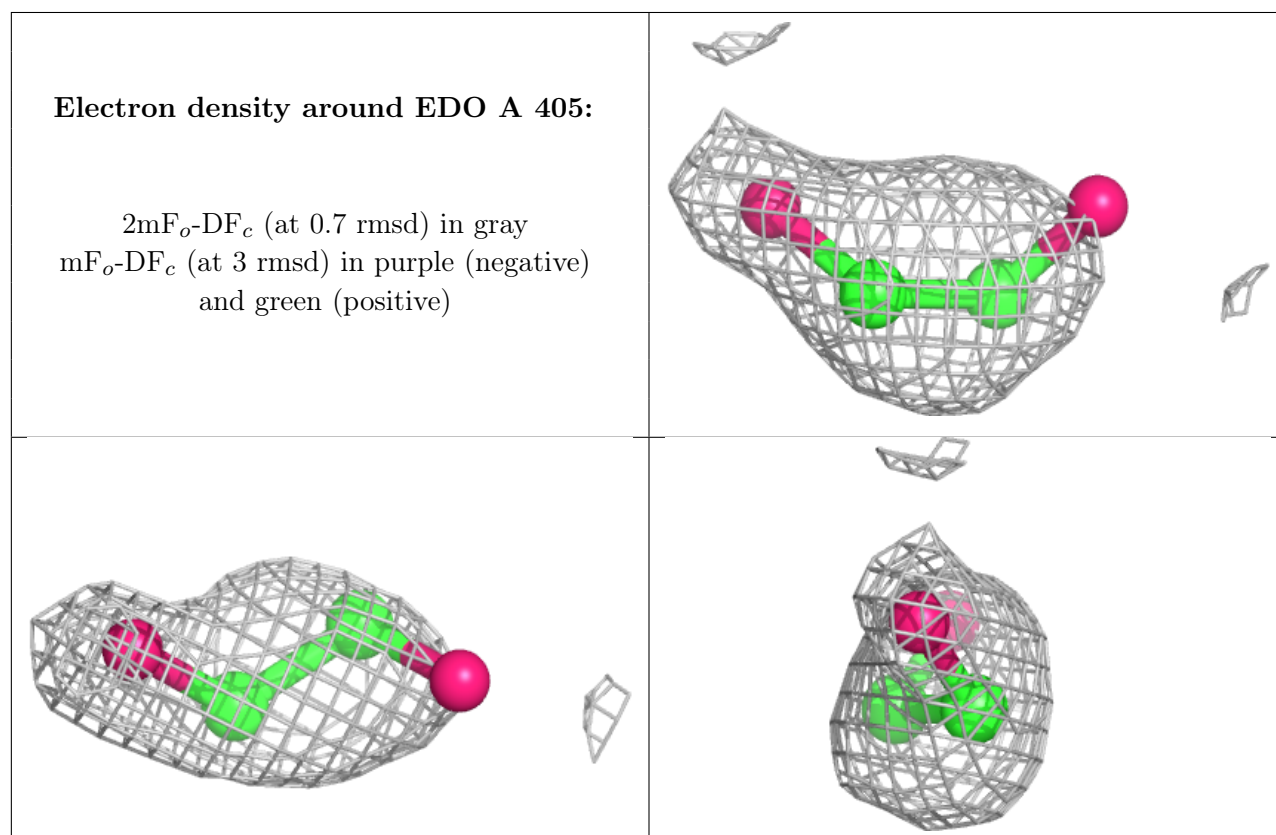 Electron density around EDO A 405:
2mFo-DFc (at 0.7 rmsd) in gray
mFo-DFc (at 3 rmsd) in purple (negative)
and green (positive)